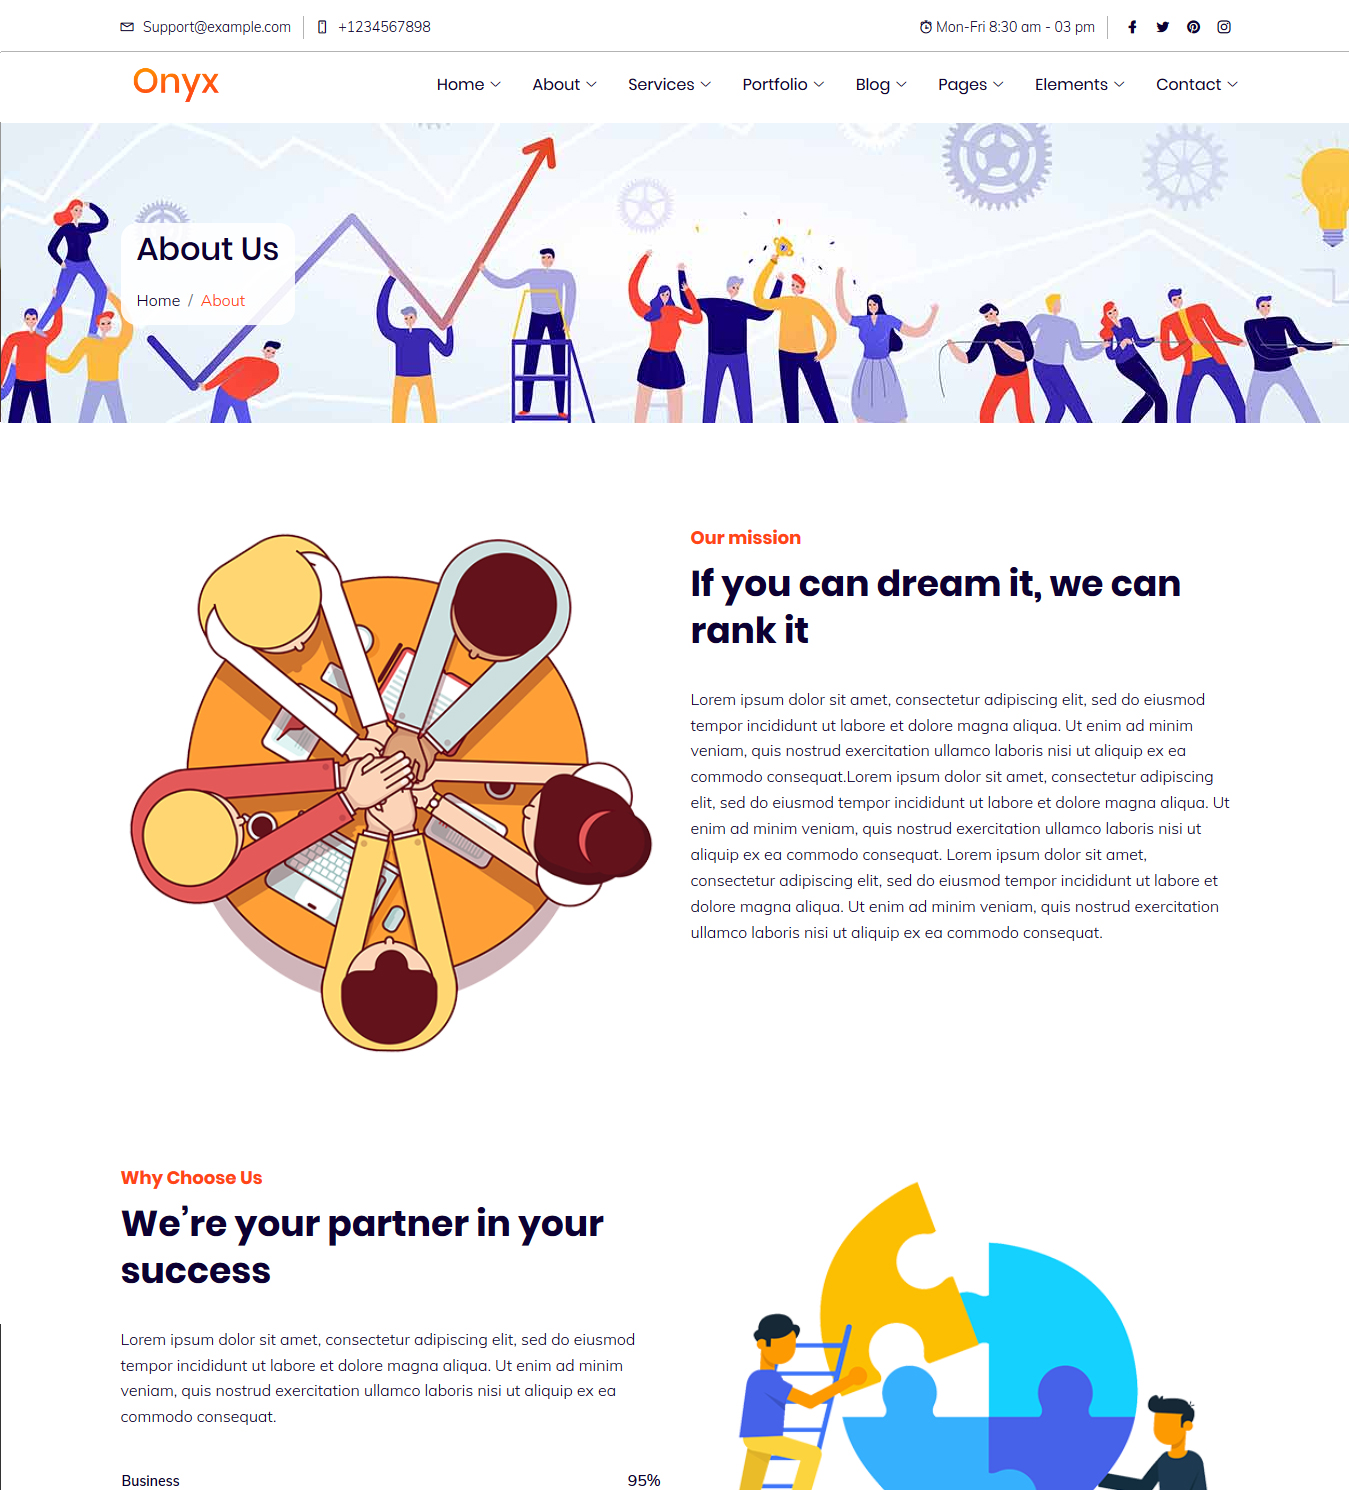 Support@example.com
+1234567898
Mon-Fri 8:30 am - 03 pm
Onyx
Home
About
Services
Portfolio
Blog
Pages
Elements
Contact
About Us
Home / About
Our mission
If you can dream it, we can
rank it
Lorem ipsum dolor sit amet, consectetur adipiscing elit, sed do eiusmod
tempor incididunt ut labore et dolore magna aliqua. Ut enim ad minim
veniam, quis nostrud exercitation ullamco laboris nisi ut aliquip ex ea
commodo consequat.Lorem ipsum dolor sit amet, consectetur adipiscing
elit, sed do eiusmod tempor incididunt ut labore et dolore magna aliqua. Ut
enim ad minim veniam, quis nostrud exercitation ullamco laboris nisi ut
aliquip ex ea commodo consequat. Lorem ipsum dolor sit amet,
consectetur adipiscing elit, sed do eiusmod tempor incididunt ut labore et
dolore magna aliqua. Ut enim ad minim veniam, quis nostrud exercitation
ullamco laboris nisi ut aliquip ex ea commodo consequat.
Why Choose Us
We’re your partner in your
success
Lorem ipsum dolor sit amet, consectetur adipiscing elit, sed do eiusmod
tempor incididunt ut labore et dolore magna aliqua. Ut enim ad minim
veniam, quis nostrud exercitation ullamco laboris nisi ut aliquip ex ea
commodo consequat.
Business 95%